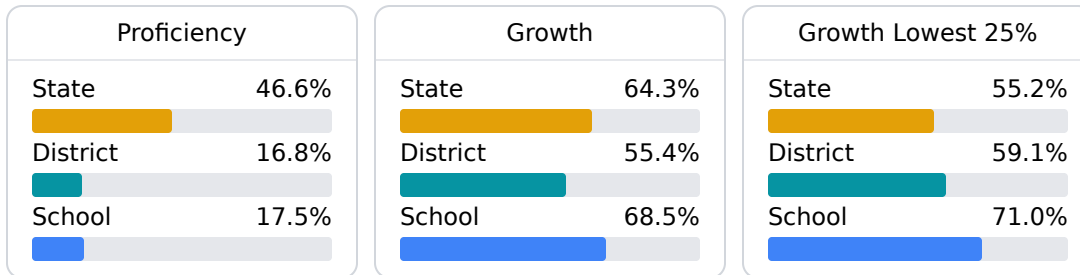 Proficiency
State 46.6%
District 16.8%
School 17.5%
Growth
State 64.3%
District 55.4%
School 68.5%
Growth Lowest 25%
State 55.2%
District 59.1%
School 71.0%